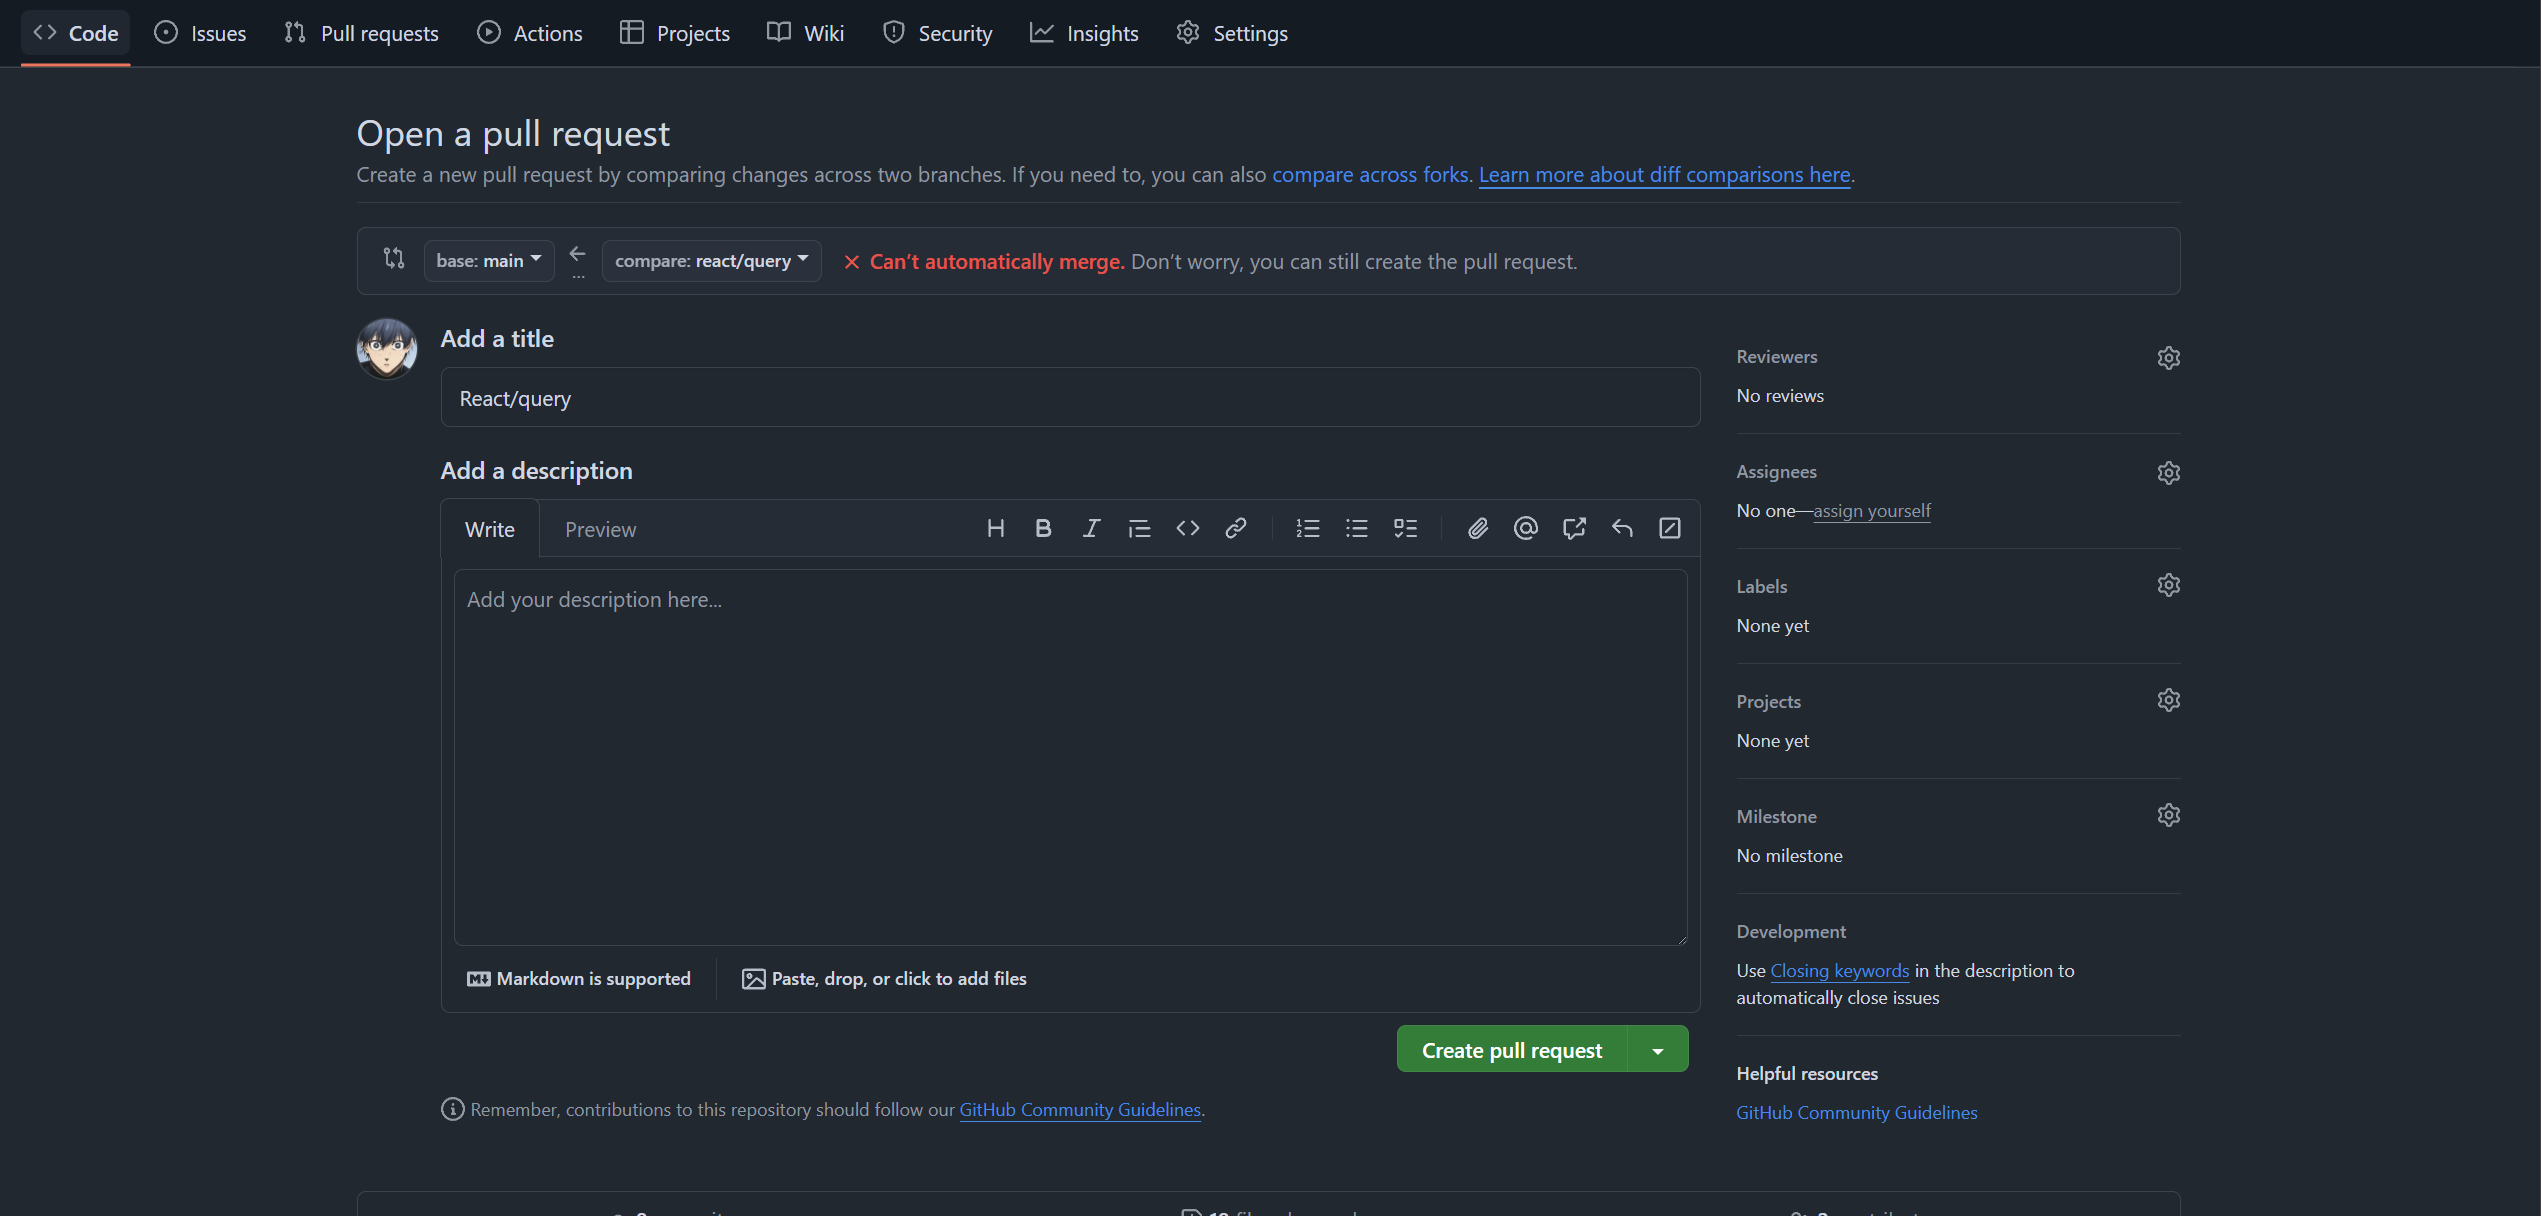 Code Issues Pull requests Actions Projects Wiki Security Insights Settings
Open a pull request
Create a new pull request by comparing changes across two branches. If you need to, you can also compare across forks. Learn more about diff comparisons here.
base: main ... compare: react/query Can’t automatically merge. Don’t worry, you can still create the pull request.
Add a title
React/query
Add a description
Write Preview
Add your description here...
Markdown is supported Paste, drop, or click to add files
Create pull request
Remember, contributions to this repository should follow our GitHub Community Guidelines.
Reviewers
No reviews
Assignees
No one—assign yourself
Labels
None yet
Projects
None yet
Milestone
No milestone
Development
Use Closing keywords in the description to
automatically close issues
Helpful resources
GitHub Community Guidelines